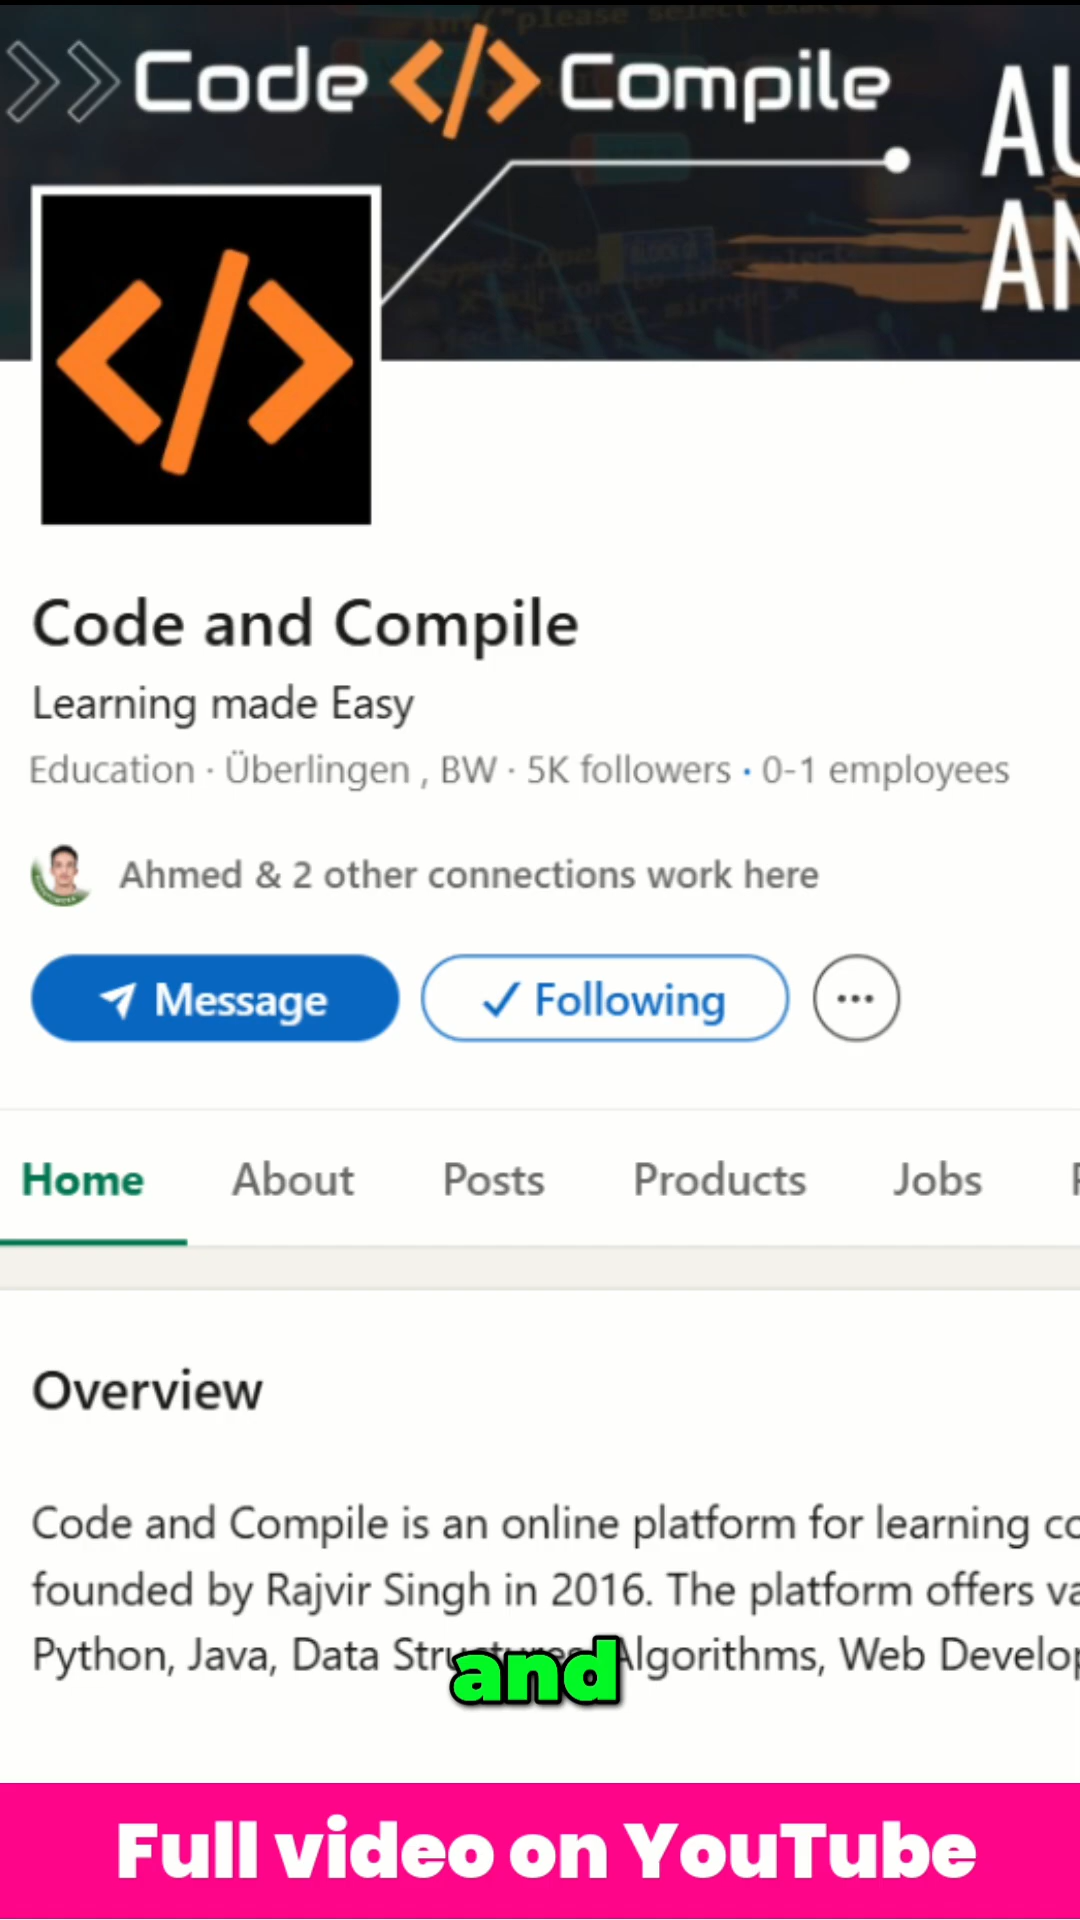 Code </> Compile
AU
AN
</>
Code and Compile
Learning made Easy
Education · Überlingen , BW · 5K followers · 0-1 employees
Ahmed & 2 other connections work here
Message
Following
Home About Posts Products Jobs
Overview
Code and Compile is an online platform for learning co
founded by Rajvir Singh in 2016. The platform offers va
Python, Java, Data Structures, Algorithms, Web Develop
and
Full video on YouTube